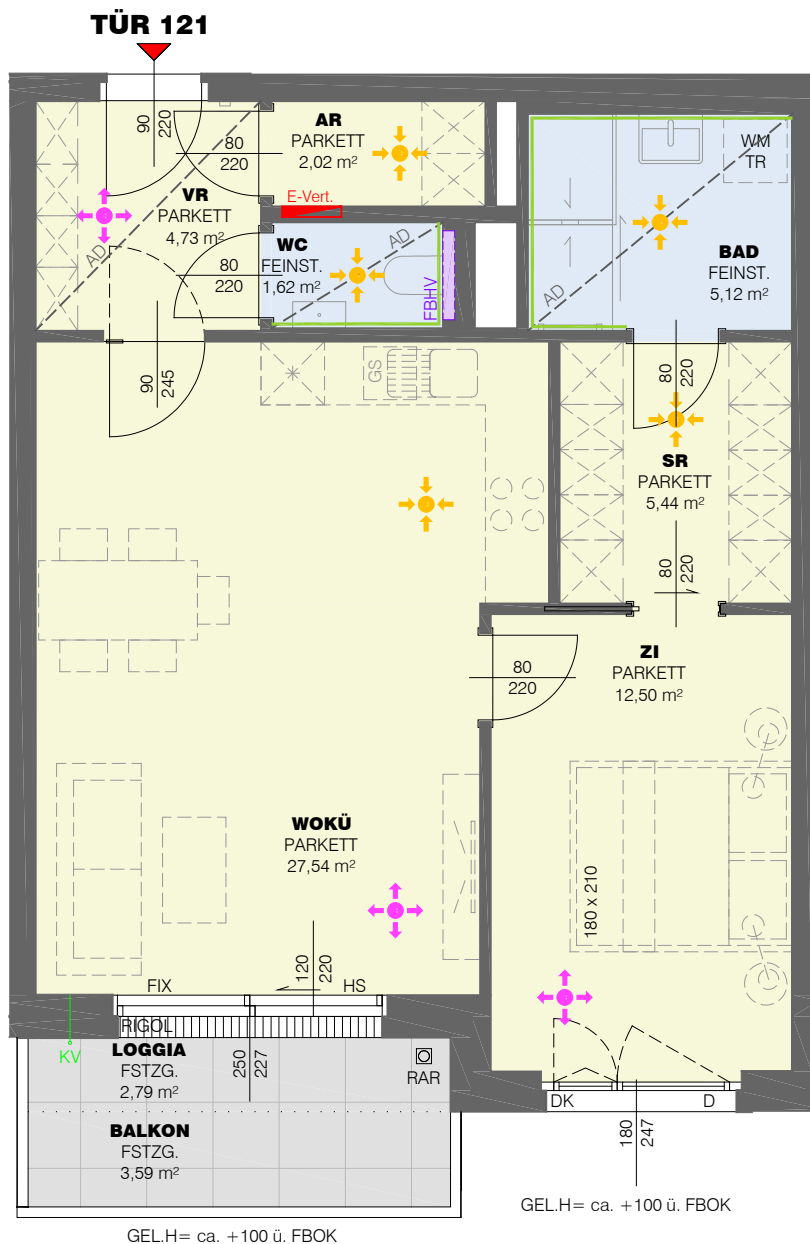 TÜR 121
90
220
80
220
AR
PARKETT
2,02 m²
E-Vert.
VR
PARKETT
4,73 m²
AD
80
220
WC
FEINST.
1,62 m²
AD
FBHV
WM
TR
BAD
FEINST.
5,12 m²
AD
90
245
GS
80
220
SR
PARKETT
5,44 m²
80
220
ZI
PARKETT
12,50 m²
80
220
WOKÜ
PARKETT
27,54 m²
180 x 210
FIX
120
220
HS
RIGOL
KV
LOGGIA
FSTZG.
2,79 m²
250
227
RAR
BALKON
FSTZG.
3,59 m²
DK
D
180
247
GEL.H= ca. +100 ü. FBOK
GEL.H= ca. +100 ü. FBOK